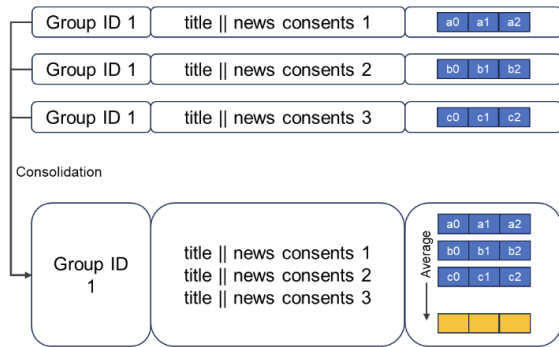 Group ID 1 title || news consents 1 a0 a1 a2
Group ID 1 title || news consents 2 b0 b1 b2
Group ID 1 title || news consents 3 c0 c1 c2
Consolidation
Group ID
1
title || news consents 1
title || news consents 2
title || news consents 3
Average
a0 a1 a2
b0 b1 b2
c0 c1 c2